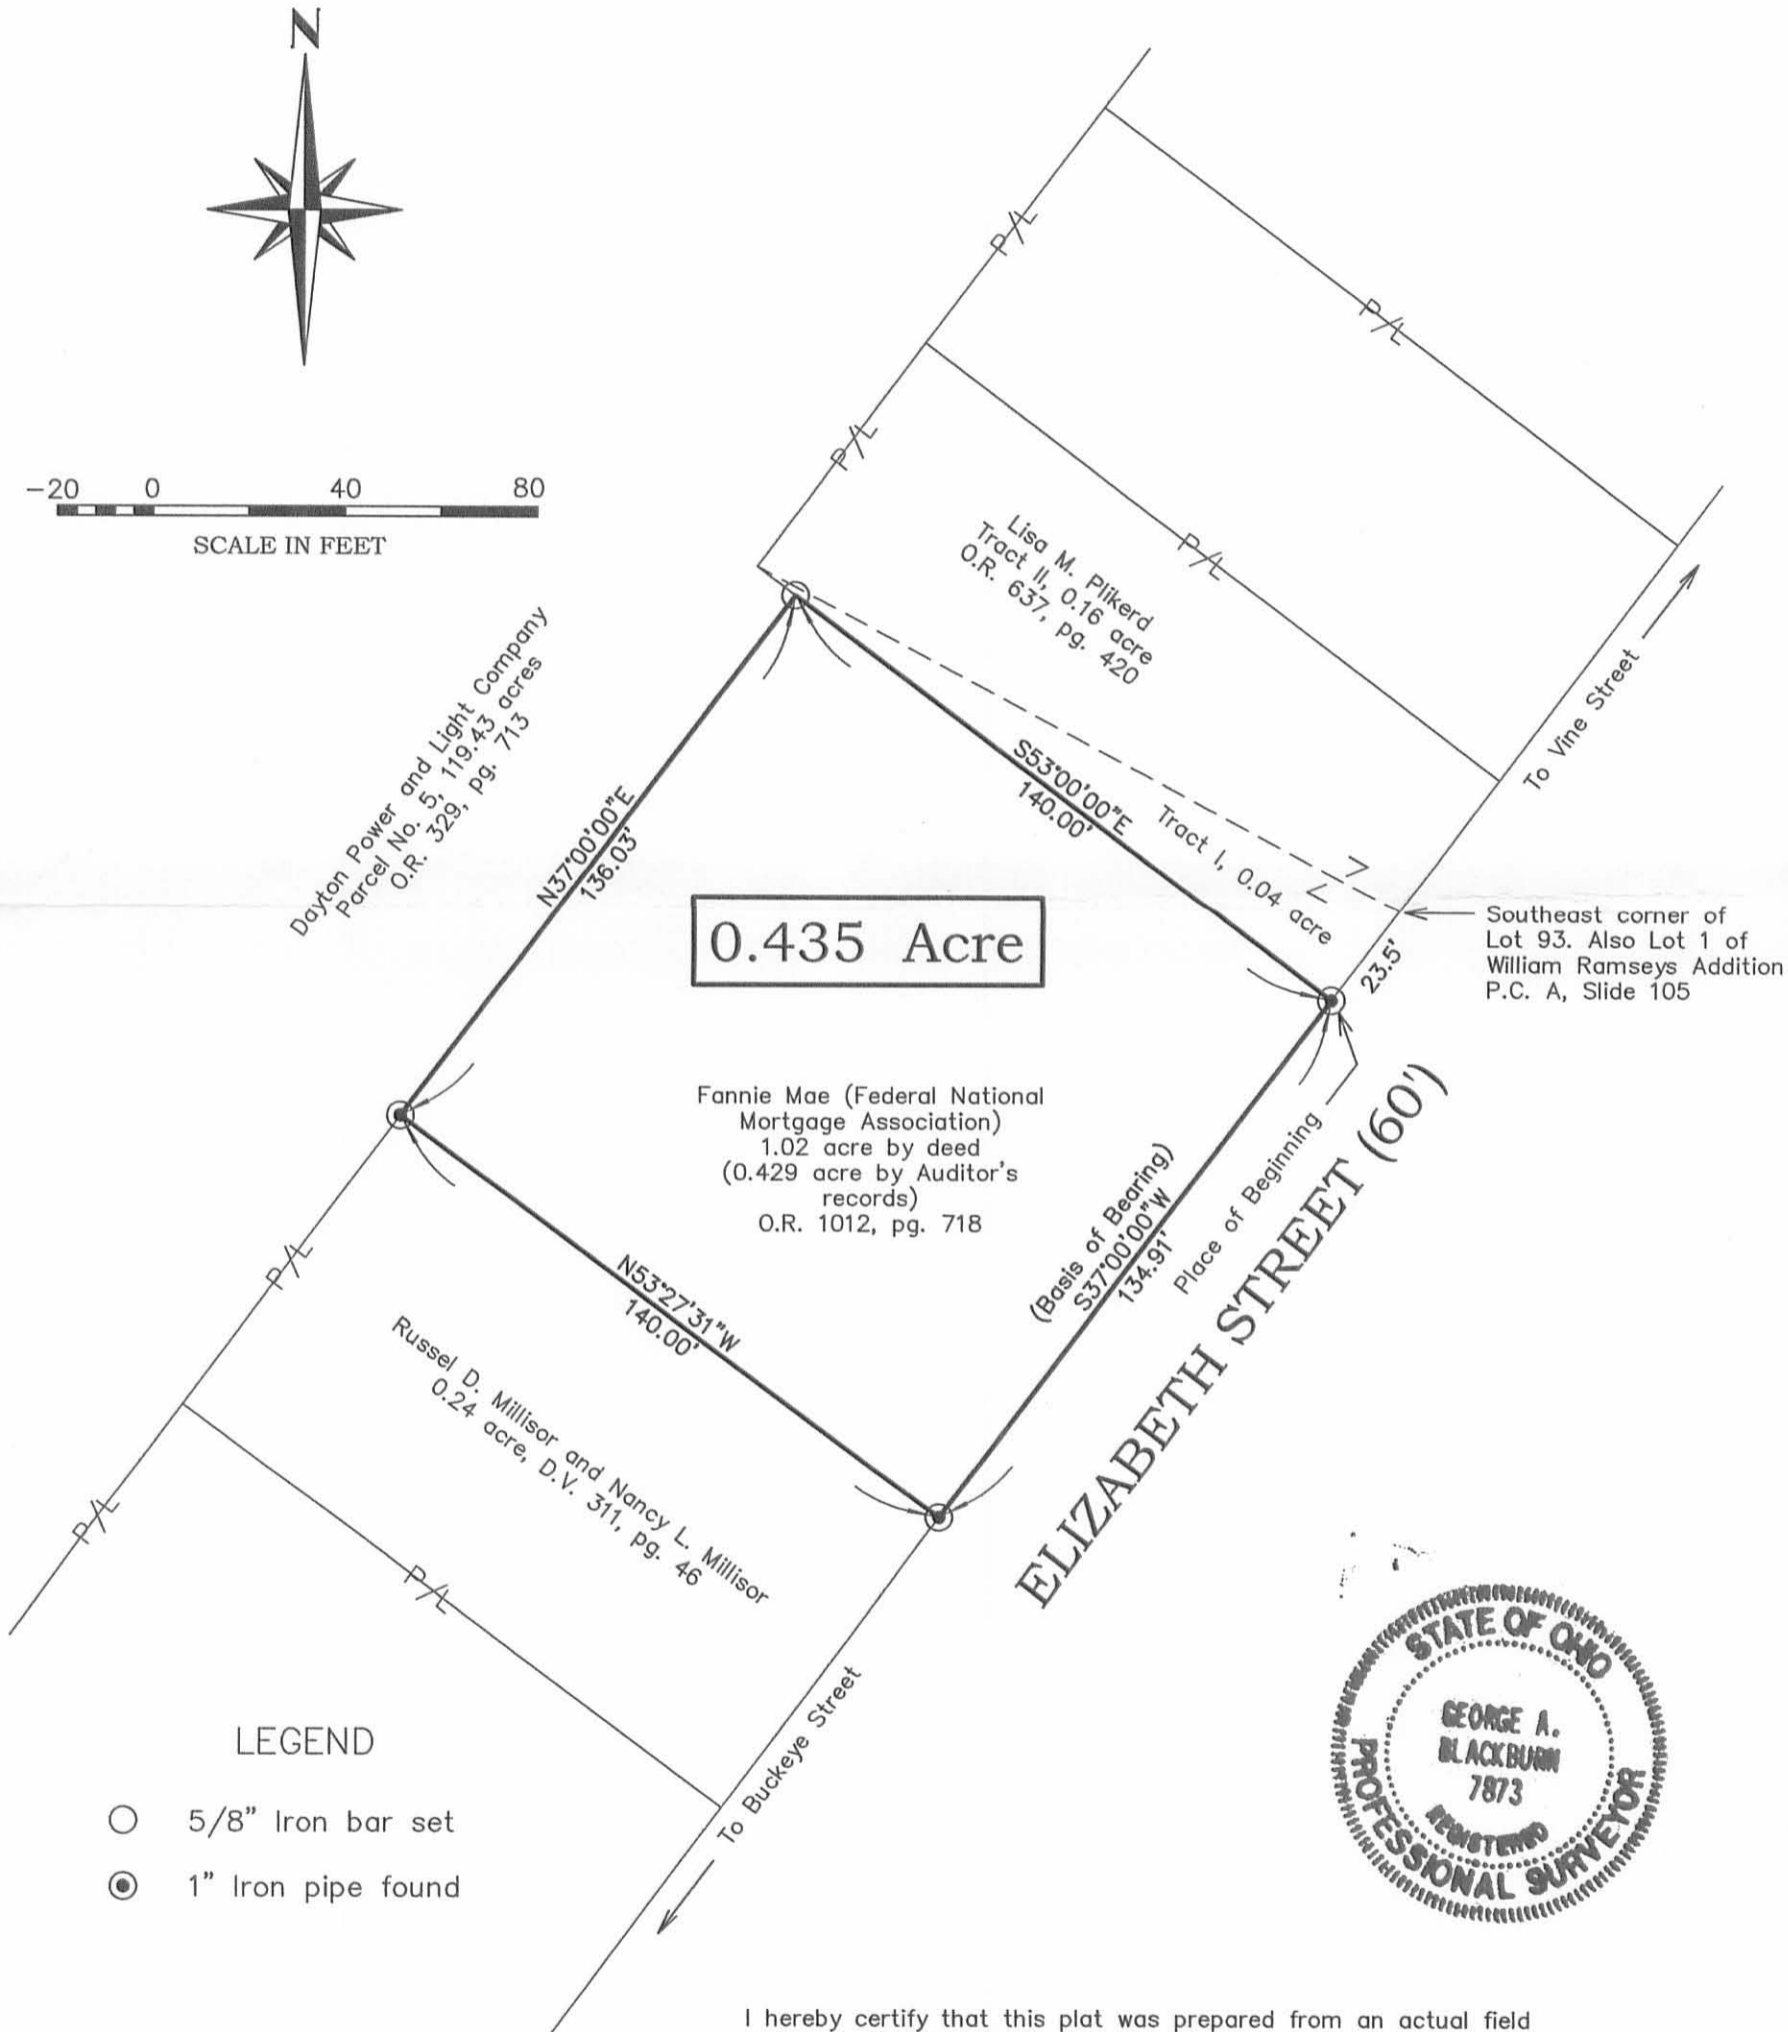 N
-20 0 40 80
SCALE IN FEET
P/L
P/L
P/L
P/L
Lisa M. Plikerd
Tract II, 0.16 acre
O.R. 637, pg. 420
To Vine Street
Dayton Power and Light Company
Parcel No. 5, 119.43 acres
O.R. 329, pg. 713
N37°00'00"E
136.03'
S53°00'00"E
140.00'
Tract I, 0.04 acre
Southeast corner of
Lot 93. Also Lot 1 of
William Ramseys Addition
P.C. A, Slide 105
23.5'
0.435 Acre
Fannie Mae (Federal National
Mortgage Association)
1.02 acre by deed
(0.429 acre by Auditor's
records)
O.R. 1012, pg. 718
(Basis of Bearing)
S37°00'00"W
134.91'
Place of Beginning
ELIZABETH STREET (60')
N53°27'31"W
140.00'
P/L
P/L
P/L
Russel D. Millisor and Nancy L. Millisor
0.24 acre, D.V. 311, pg. 46
To Buckeye Street
LEGEND
5/8" Iron bar set
1" Iron pipe found
STATE OF OHIO
GEORGE A.
BLACKBURN
7873
REGISTERED
PROFESSIONAL SURVEYOR
I hereby certify that this plat was prepared from an actual field